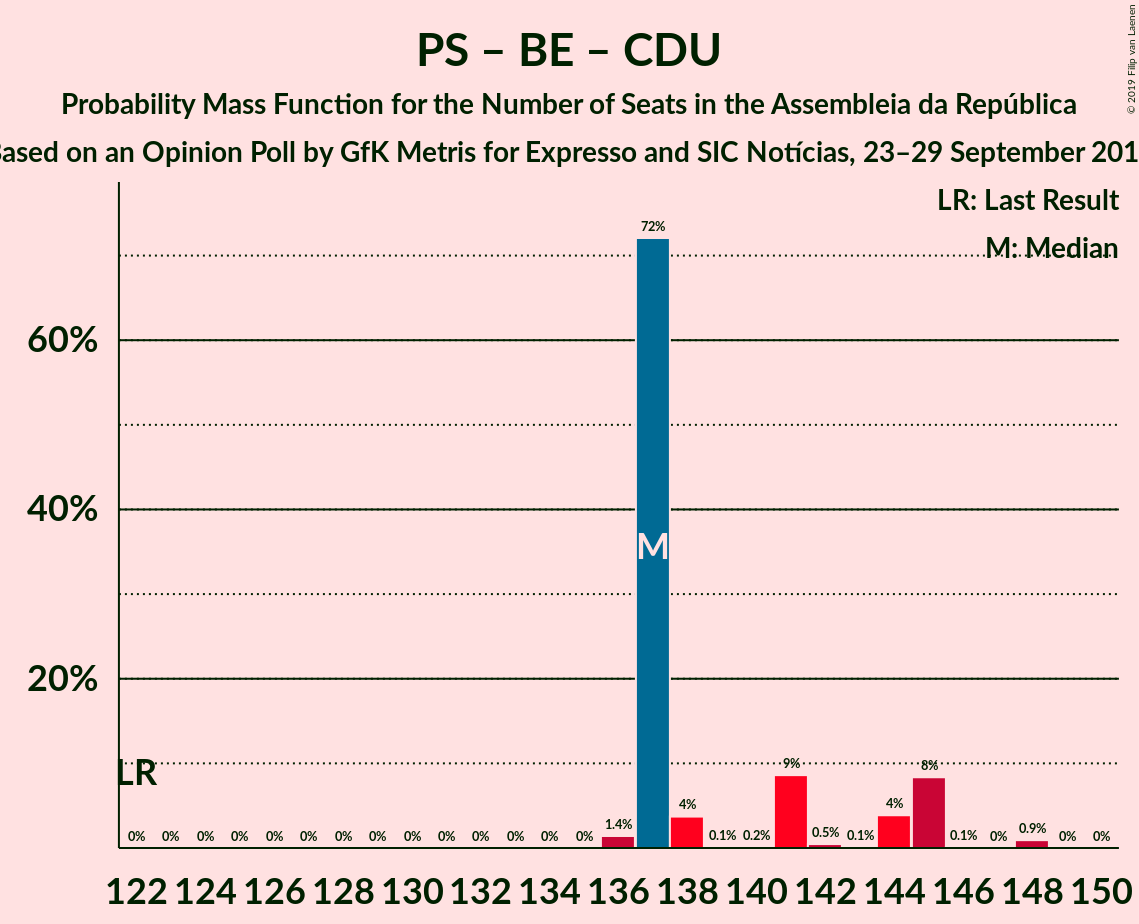 PS – BE – CDU
Probability Mass Function for the Number of Seats in the Assembleia da República
Based on an Opinion Poll by GfK Metris for Expresso and SIC Notícias, 23–29 September 201
© 2019 Filip van Laenen
LR: Last Result
M: Median
60%
40%
20%
72%
M
LR
0% 0% 0% 0% 0% 0% 0% 0% 0% 0% 0% 0% 0% 0% 1.4% 4% 0.1% 0.2% 9% 0.5% 0.1% 4% 8% 0.1% 0% 0.9% 0% 0%
122 124 126 128 130 132 134 136 138 140 142 144 146 148 150